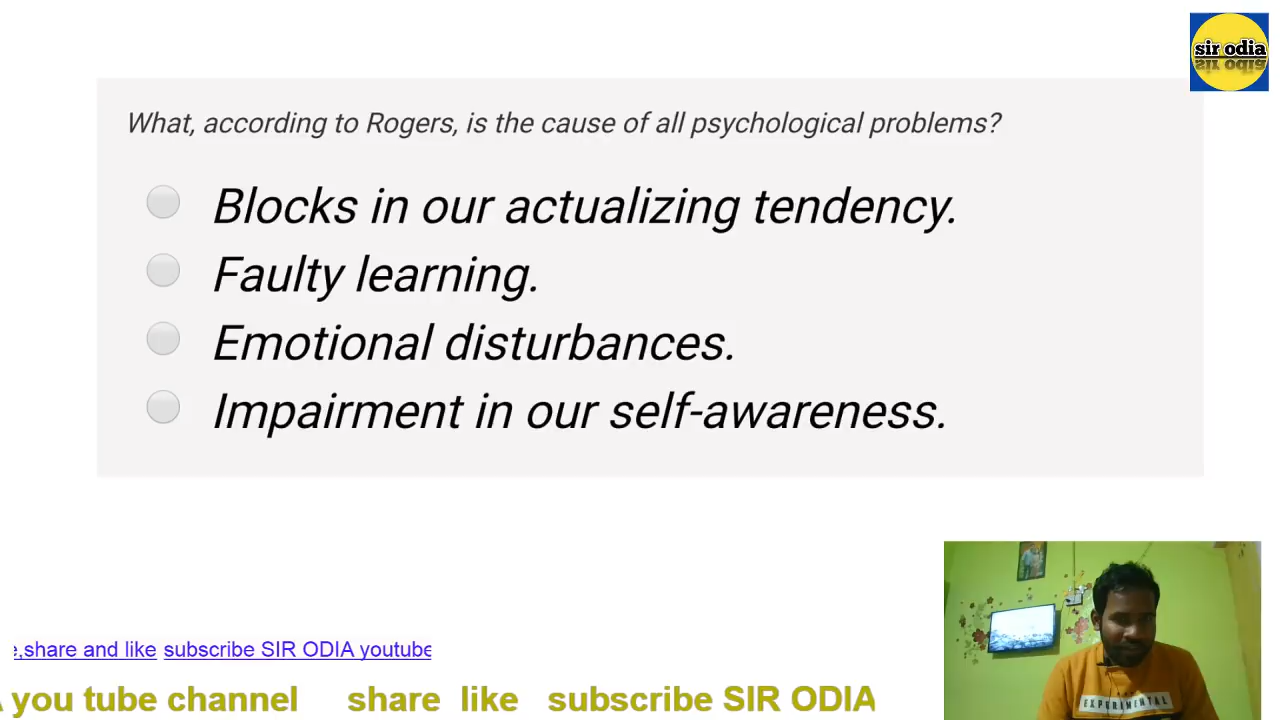 sir odia
What, according to Rogers, is the cause of all psychological problems?
Blocks in our actualizing tendency.
Faulty learning.
Emotional disturbances.
Impairment in our self-awareness.
,share and like subscribe SIR ODIA youtube
you tube channel share like subscribe SIR ODIA
EXPERIMENTAL